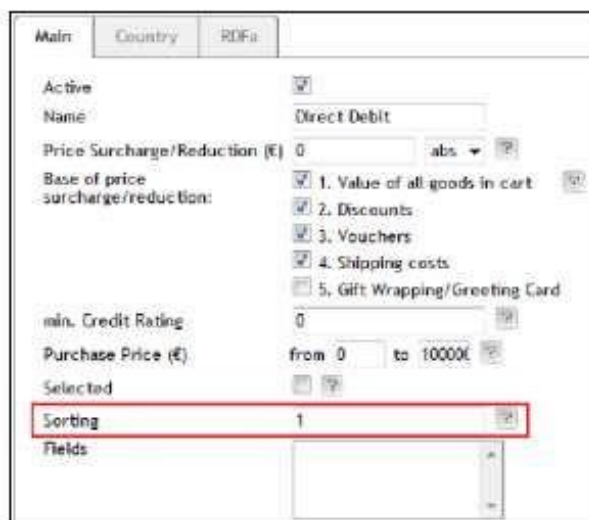 Main Country RDFa
Active
Name Direct Debit
Price Surcharge/Reduction (€) 0 abs ?
Base of price 1. Value of all goods in cart ?
surcharge/reduction:
2. Discounts
3. Vouchers
4. Shipping costs
5. Gift Wrapping/Greeting Card
min. Credit Rating 0 ?
Purchase Price (€) from 0 to ?
Selected ?
Sorting 1 ?
Fields